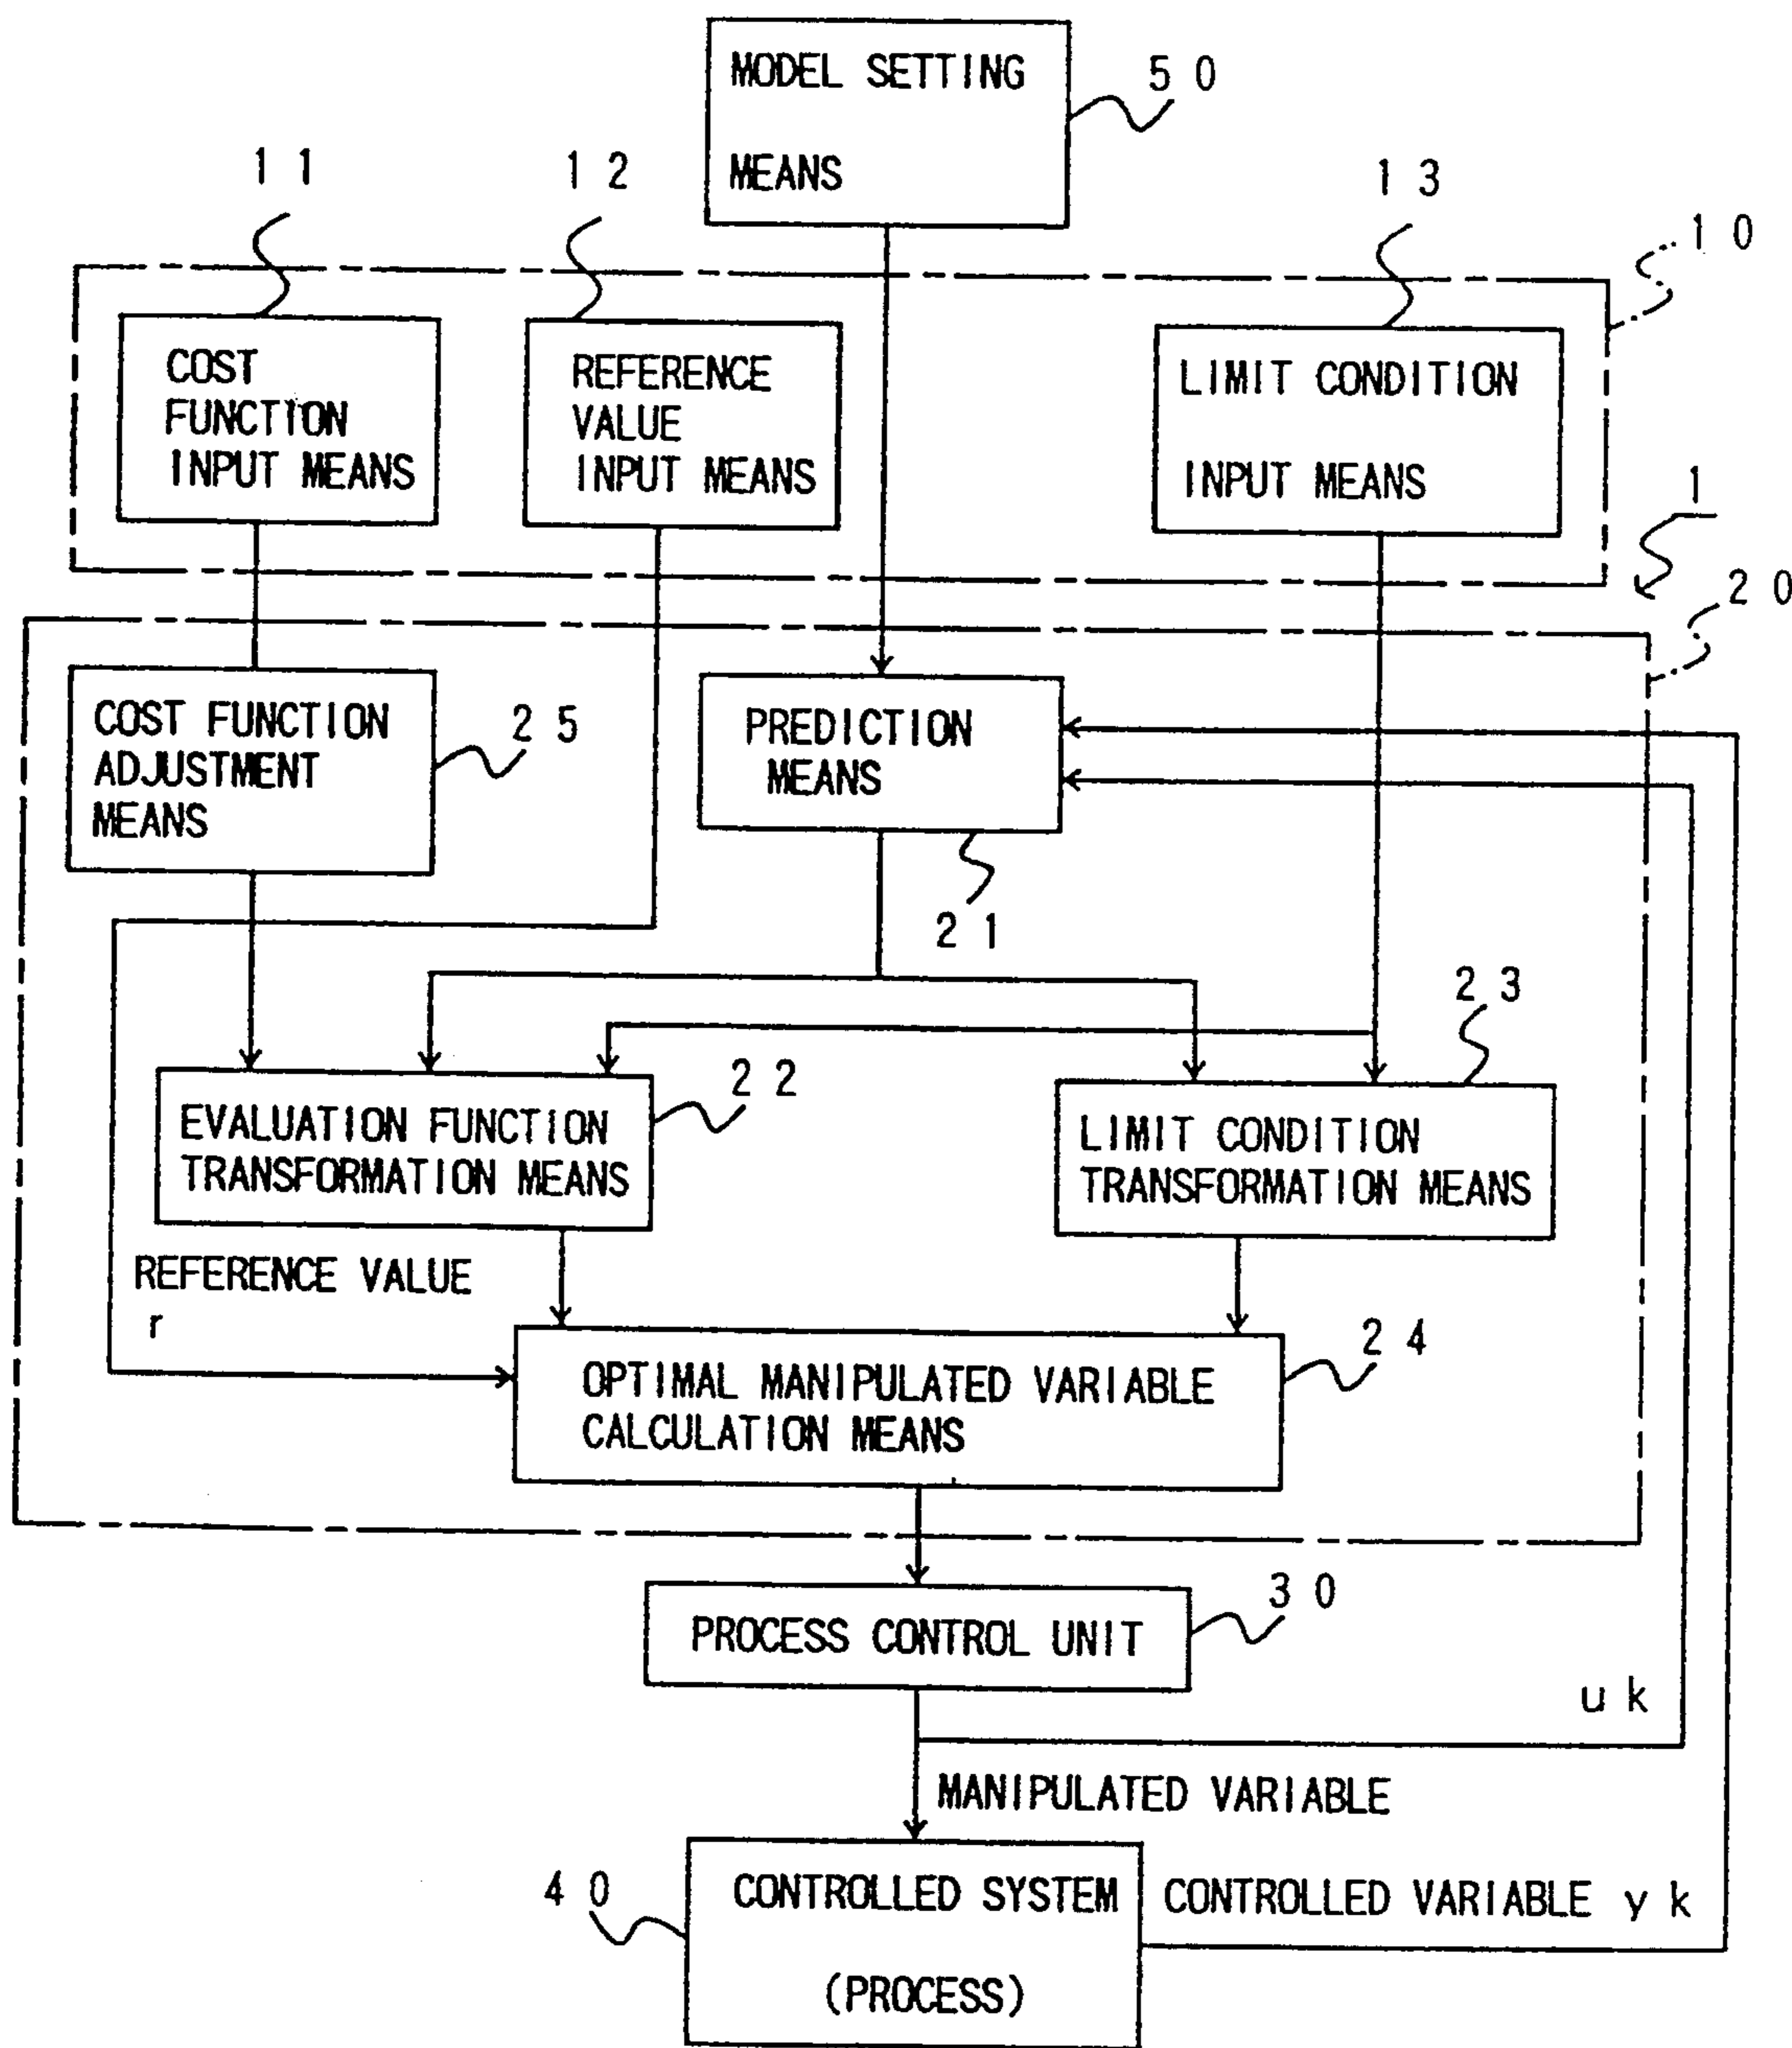 MODEL SETTING
MEANS
5 0
1 1
1 2
1 3
1 0
COST
FUNCTION
INPUT MEANS
REFERENCE
VALUE
INPUT MEANS
LIMIT CONDITION
INPUT MEANS
1
2 0
COST FUNCTION
ADJUSTMENT
MEANS
2 5
PREDICTION
MEANS
2 1
2 3
2 2
EVALUATION FUNCTION
TRANSFORMATION MEANS
LIMIT CONDITION
TRANSFORMATION MEANS
REFERENCE VALUE
r
2 4
OPTIMAL MANIPULATED VARIABLE
CALCULATION MEANS
3 0
PROCESS CONTROL UNIT
u k
MANIPULATED VARIABLE
4 0
CONTROLLED SYSTEM
(PROCESS)
CONTROLLED VARIABLE y k